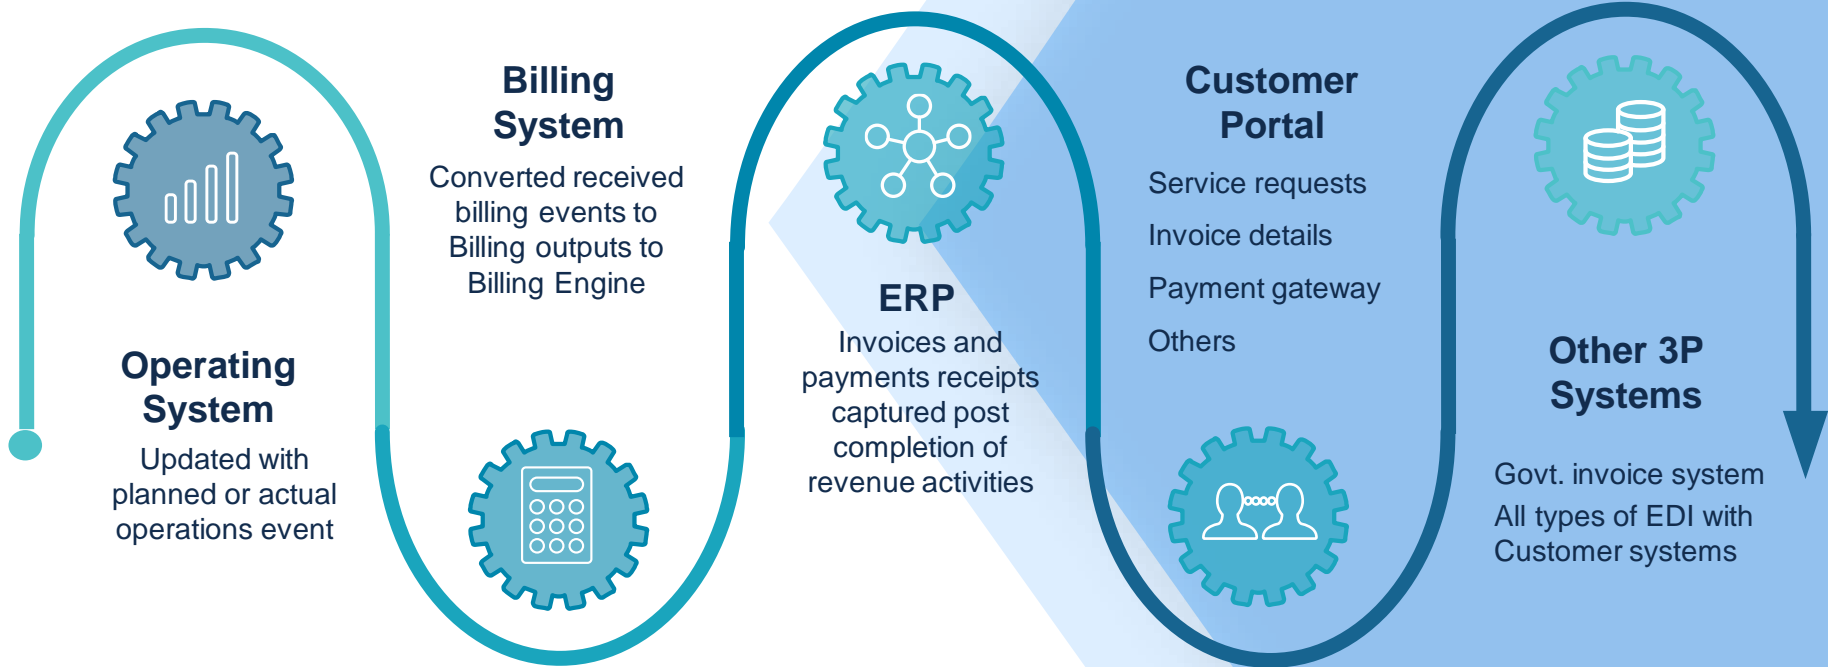 Operating
System
Updated with
planned or actual
operations event
Billing
System
Converted received
billing events to
Billing outputs to
Billing Engine
ERP
Invoices and
payments receipts
captured post
completion of
revenue activities
Customer
Portal
Service requests
Invoice details
Payment gateway
Others
Other 3P
Systems
Govt. invoice system
All types of EDI with
Customer systems